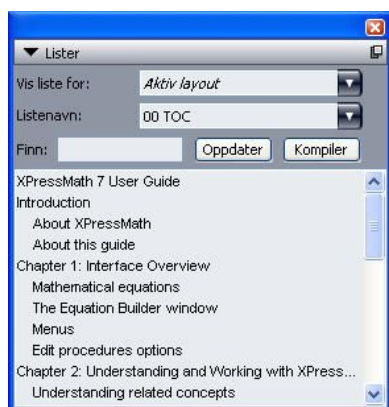 Lister
Vis liste for: Aktiv layout
Listenavn: 00 TOC
Finn: Oppdater Kompiler
XPressMath 7 User Guide
Introduction
About XPressMath
About this guide
Chapter 1: Interface Overview
Mathematical equations
The Equation Builder window
Menus
Edit procedures options
Chapter 2: Understanding and Working with XPress...
Understanding related concepts